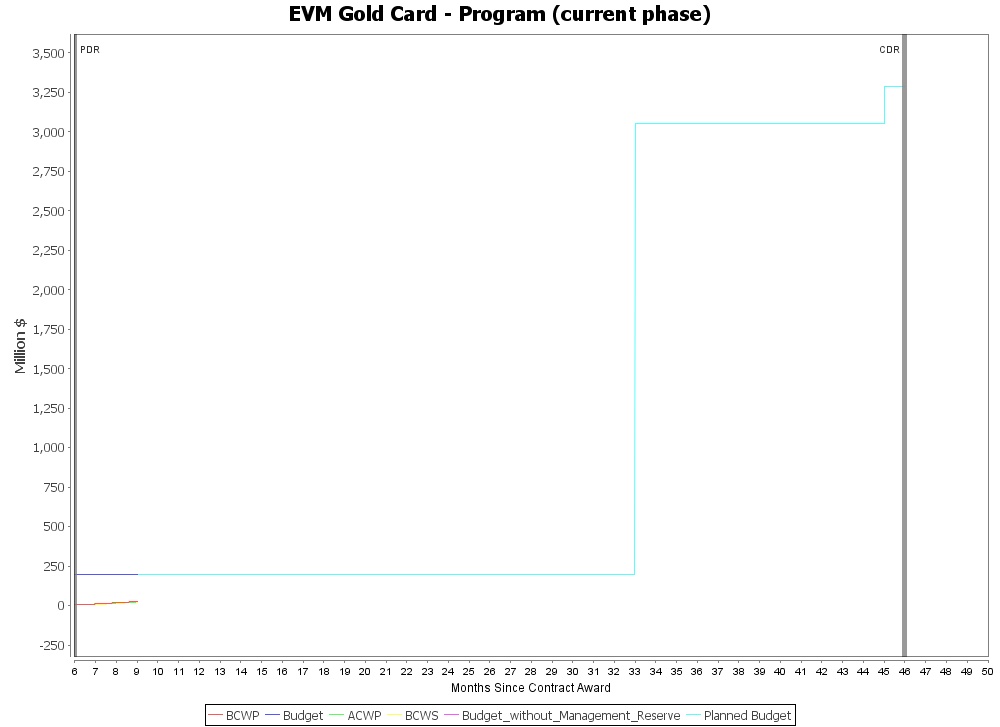 EVM Gold Card - Program (current phase)
PDR
CDR
3,500
3,250
3,000
2,750
2,500
2,250
2,000
1,750
1,500
1,250
1,000
750
500
250
0
-250
Million $
6 7 8 9 10 11 12 13 14 15 16 17 18 19 20 21 22 23 24 25 26 27 28 29 30 31 32 33 34 35 36 37 38 39 40 41 42 43 44 45 46 47 48 49 50
Months Since Contract Award
BCWP Budget ACWP BCWS Budget_without_Management_Reserve Planned Budget